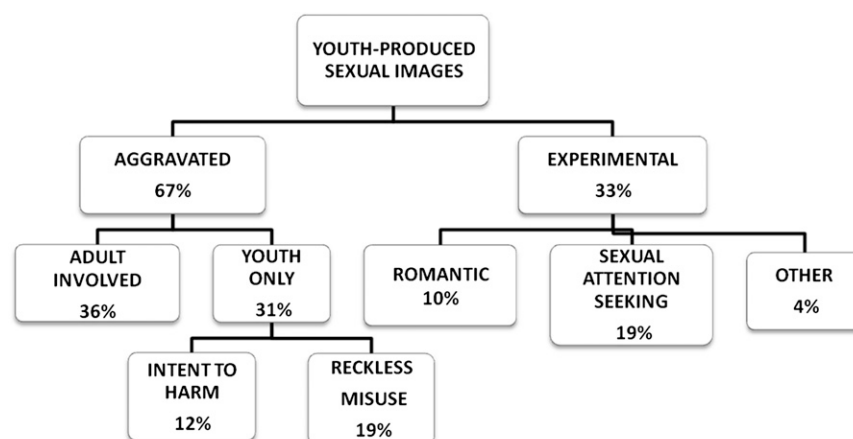 YOUTH-PRODUCED
SEXUAL IMAGES
AGGRAVATED
67%
EXPERIMENTAL
33%
ADULT
INVOLVED
36%
YOUTH
ONLY
31%
ROMANTIC
10%
SEXUAL
ATTENTION
SEEKING
19%
OTHER
4%
INTENT TO
HARM
12%
RECKLESS
MISUSE
19%